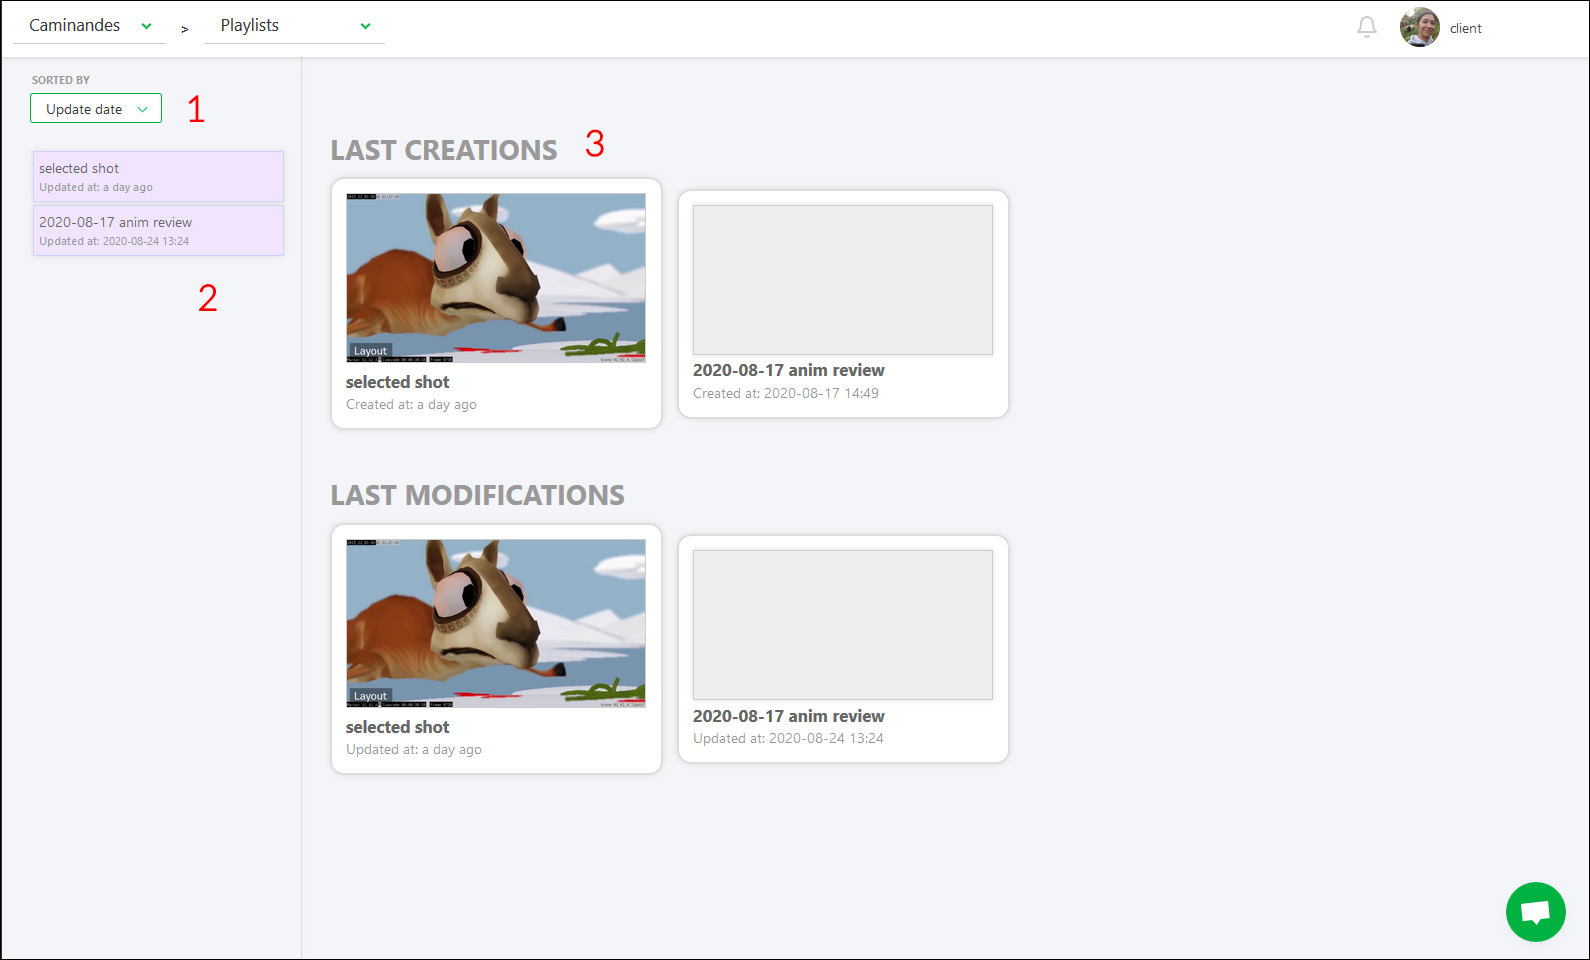 Caminandes > Playlists client
SORTED BY
Update date
1
selected shot
Updated at: a day ago
2020-08-17 anim review
Updated at: 2020-08-24 13:24
2
LAST CREATIONS
3
Layout
selected shot
Created at: a day ago
2020-08-17 anim review
Created at: 2020-08-17 14:49
LAST MODIFICATIONS
Layout
selected shot
Updated at: a day ago
2020-08-17 anim review
Updated at: 2020-08-24 13:24